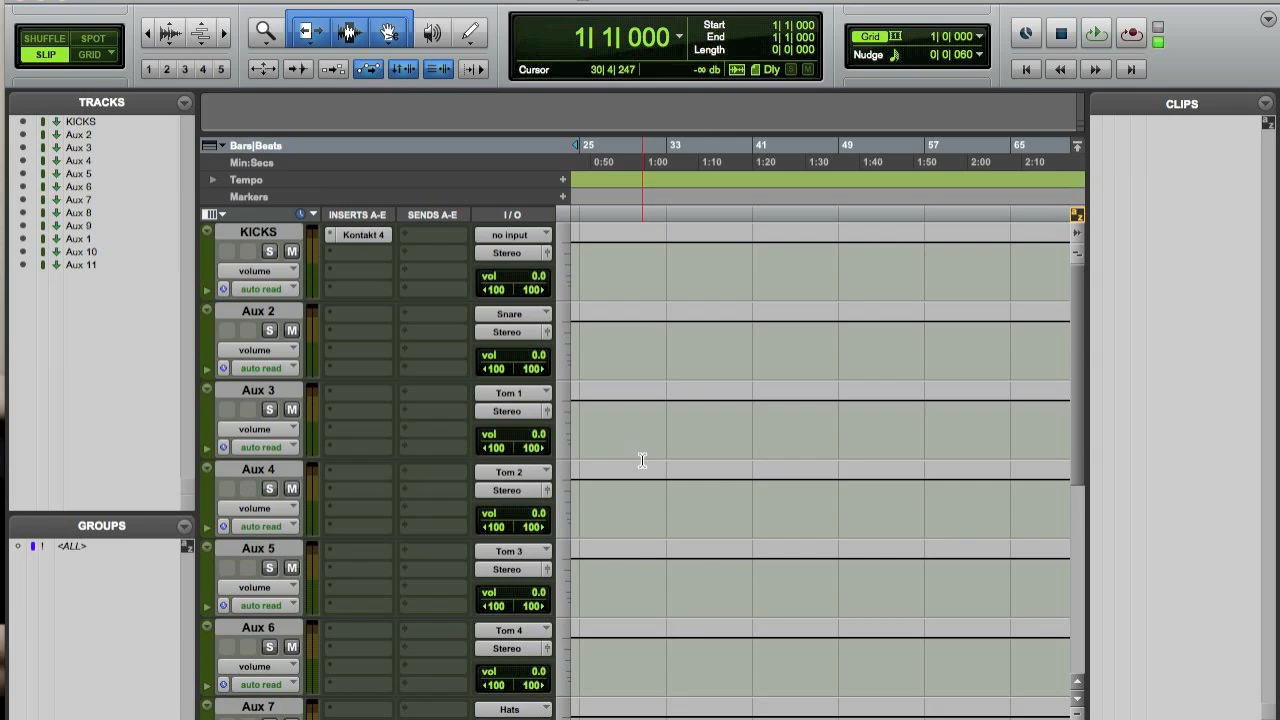 SHUFFLE SPOT
SLIP GRID
1 2 3 4 5
1| 1| 000
Start 1| 1| 000
End 1| 1| 000
Length 0| 0| 000
Cursor 30| 4| 247 -∞ db Dly S M
Grid 1| 0| 000
Nudge 0| 0| 060
TRACKS
KICKS
Aux 2
Aux 3
Aux 4
Aux 5
Aux 6
Aux 7
Aux 8
Aux 9
Aux 1
Aux 10
Aux 11
GROUPS
! <ALL>
a z
Bars|Beats 25 33 41 49 57 65
Min:Secs 0:50 1:00 1:10 1:20 1:30 1:40 1:50 2:00 2:10
Tempo
Markers
INSERTS A-E SENDS A-E I / O
KICKS Kontakt 4 no input
S M Stereo
volume vol 0.0
auto read 100 100
Aux 2 Snare
S M Stereo
volume vol 0.0
auto read 100 100
Aux 3 Tom 1
S M Stereo
volume vol 0.0
auto read 100 100
Aux 4 Tom 2
S M Stereo
volume vol 0.0
auto read 100 100
Aux 5 Tom 3
S M Stereo
volume vol 0.0
auto read 100 100
Aux 6 Tom 4
S M Stereo
volume vol 0.0
auto read 100 100
Aux 7 Hats
a z
CLIPS
a z